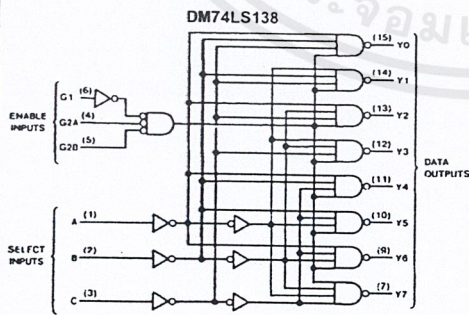 DM74LS138
(15) Y0
(14) Y1
(13) Y2
(12) Y3
(11) Y4
(10) Y5
(9) Y6
(7) Y7
ENABLE
INPUTS
G1 (6)
G2A (4)
G2B (5)
DATA
OUTPUTS
SELECT
INPUTS
A (1)
B (2)
C (3)